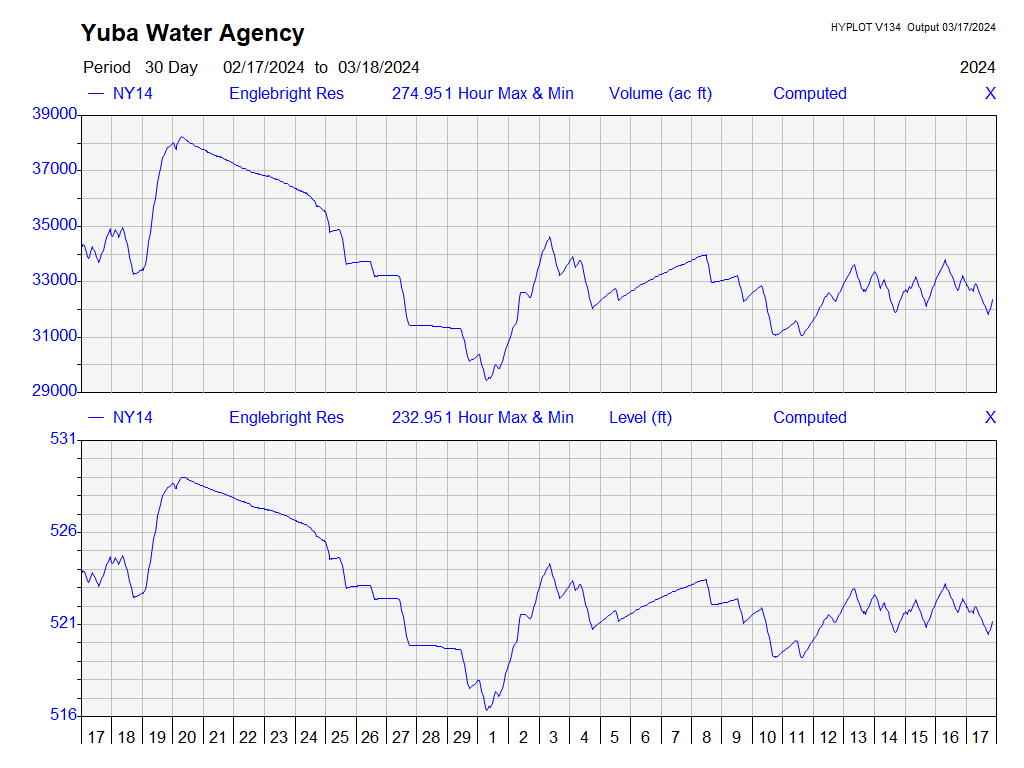 Yuba Water Agency
HYPLOT V134 Output 03/17/2024
Period 30 Day 02/17/2024 to 03/18/2024 2024
— NY14 Englebright Res 274.951 Hour Max & Min Volume (ac ft) Computed X
39000
37000
35000
33000
31000
29000
— NY14 Englebright Res 232.951 Hour Max & Min Level (ft) Computed X
531
526
521
516
17 18 19 20 21 22 23 24 25 26 27 28 29 1 2 3 4 5 6 7 8 9 10 11 12 13 14 15 16 17